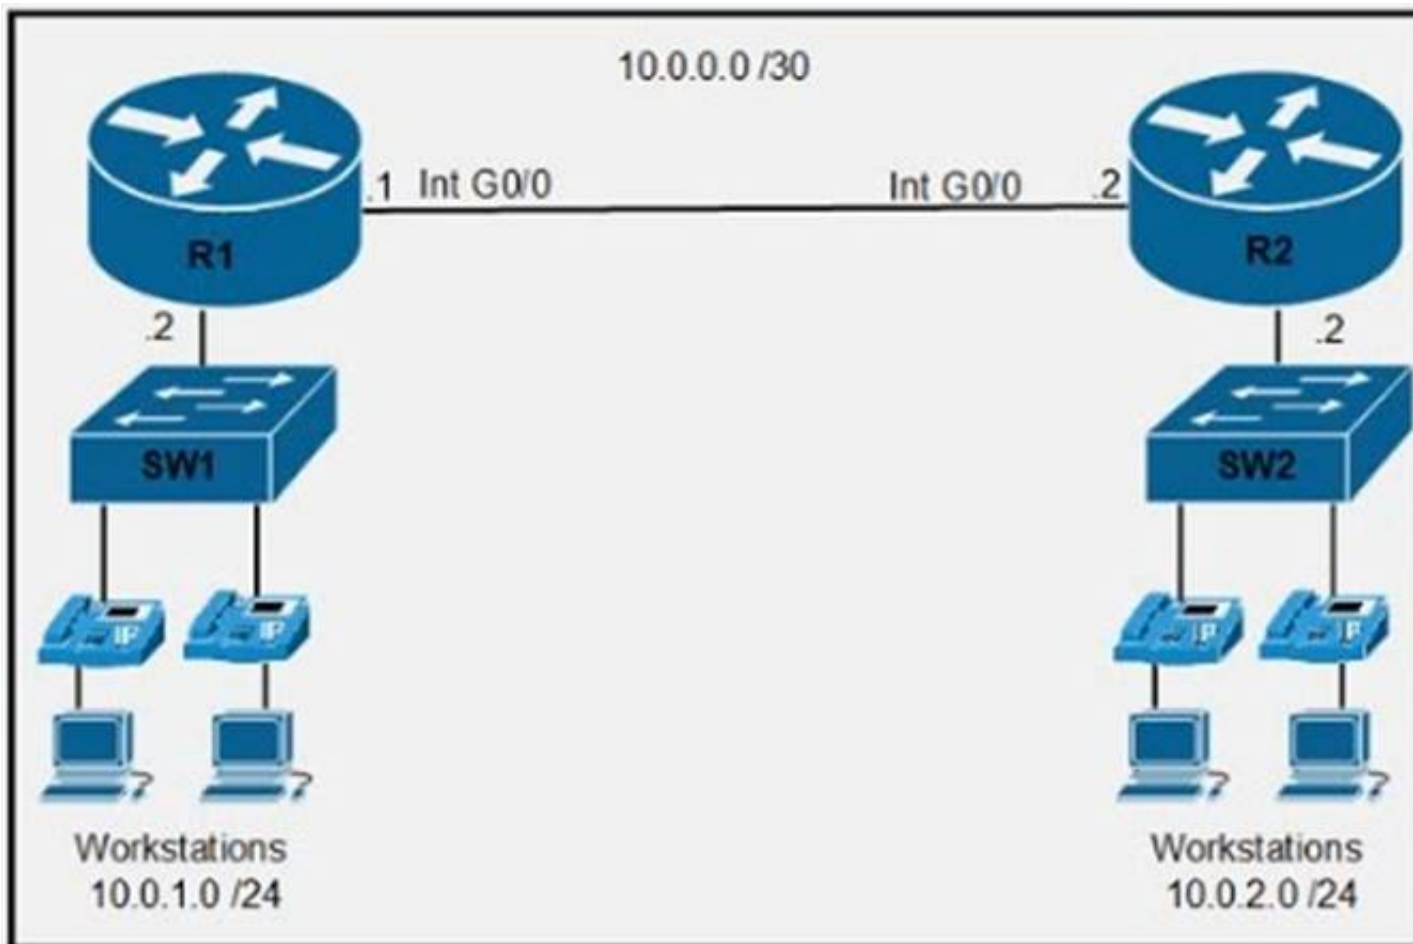 10.0.0.0 /30
.1 Int G0/0
Int G0/0 .2
R1
R2
.2
.2
SW1
SW2
IP
IP
IP
IP
Workstations
10.0.1.0 /24
Workstations
10.0.2.0 /24